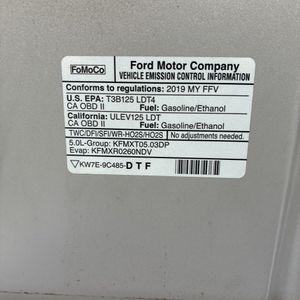 FoMoCo
Ford Motor Company
VEHICLE EMISSION CONTROL INFORMATION
Conforms to regulations: 2019 MY FFV
U.S. EPA: T3B125 LDT4
CA OBD II Fuel: Gasoline/Ethanol
California: ULEV125 LDT
CA OBD II Fuel: Gasoline/Ethanol
TWC/DFI/SFI/WR-HO2S/HO2S No adjustments needed.
5.0L-Group: KFMXT05.03DP
Evap: KFMXR0260NDV
KW7E-9C485-D T F